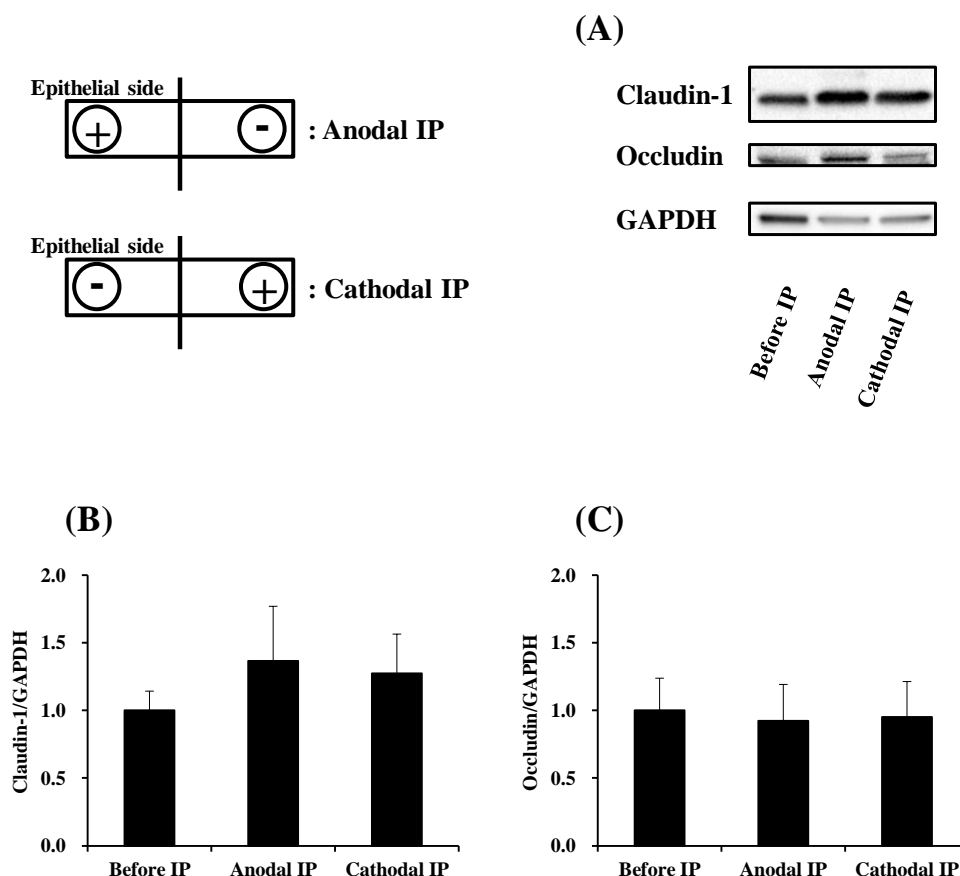 (A)
Epithelial side
+
-
: Anodal IP
Epithelial side
-
+
: Cathodal IP
Claudin-1
Occludin
GAPDH
Before IP
Anodal IP
Cathodal IP
(B)
2.0
1.5
1.0
0.5
0.0
Claudin-1/GAPDH
Before IP
Anodal IP
Cathodal IP
(C)
2.0
1.5
1.0
0.5
0.0
Occludin/GAPDH
Before IP
Anodal IP
Cathodal IP